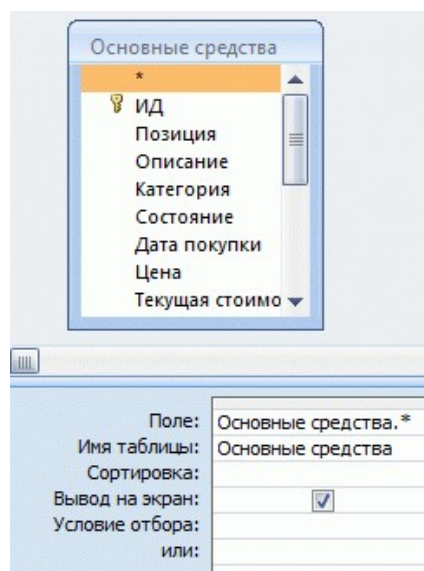 Основные средства
*
ИД
Позиция
Описание
Категория
Состояние
Дата покупки
Цена
Текущая стоимо
Поле: Основные средства.*
Имя таблицы: Основные средства
Сортировка:
Вывод на экран:
Условие отбора:
или: